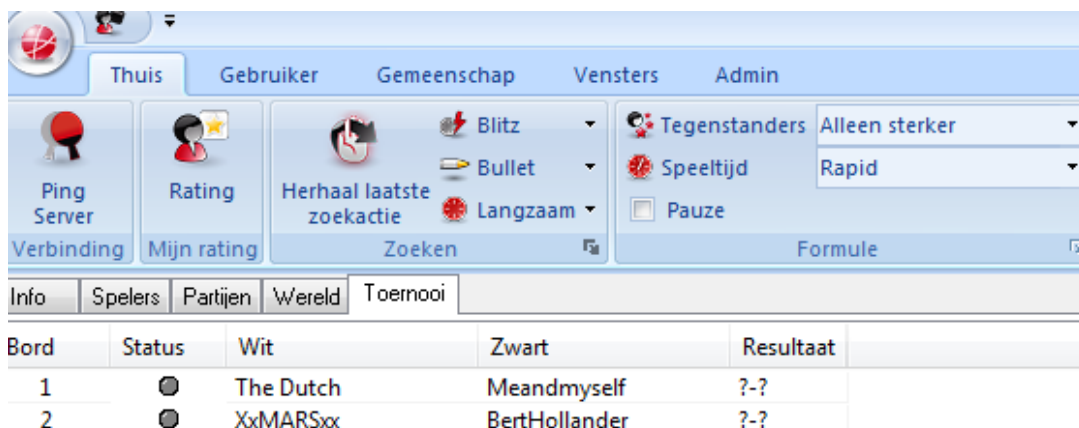 Thuis Gebruiker Gemeenschap Vensters Admin
Ping Server
Verbinding
Rating
Mijn rating
Herhaal laatste zoekactie
Blitz
Bullet
Langzaam
Zoeken
Tegenstanders Alleen sterker
Speeltijd Rapid
Pauze
Formule
Info Spelers Partijen Wereld Toernooi
Bord Status Wit Zwart Resultaat
1 The Dutch Meandmyself ?-?
2 XxMARSxx BertHollander ?-?